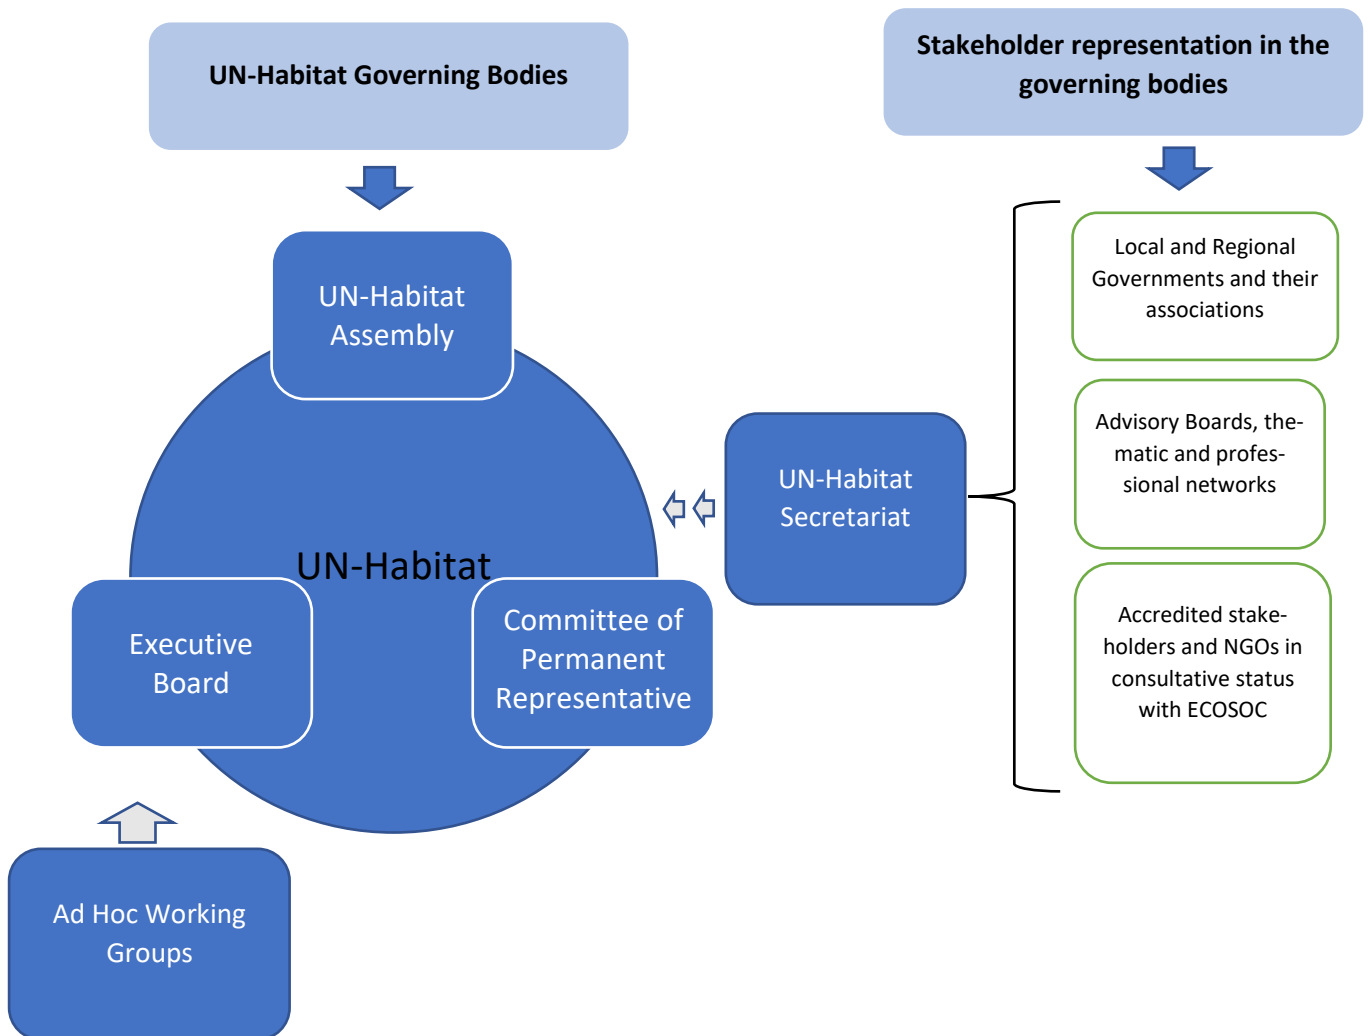 UN-Habitat Governing Bodies
Stakeholder representation in the
governing bodies
UN-Habitat
Assembly
UN-Habitat
Executive
Board
Committee of
Permanent
Representative
Ad Hoc Working
Groups
UN-Habitat
Secretariat
Local and Regional
Governments and their
associations
Advisory Boards, the-
matic and profes-
sional networks
Accredited stake-
holders and NGOs in
consultative status
with ECOSOC